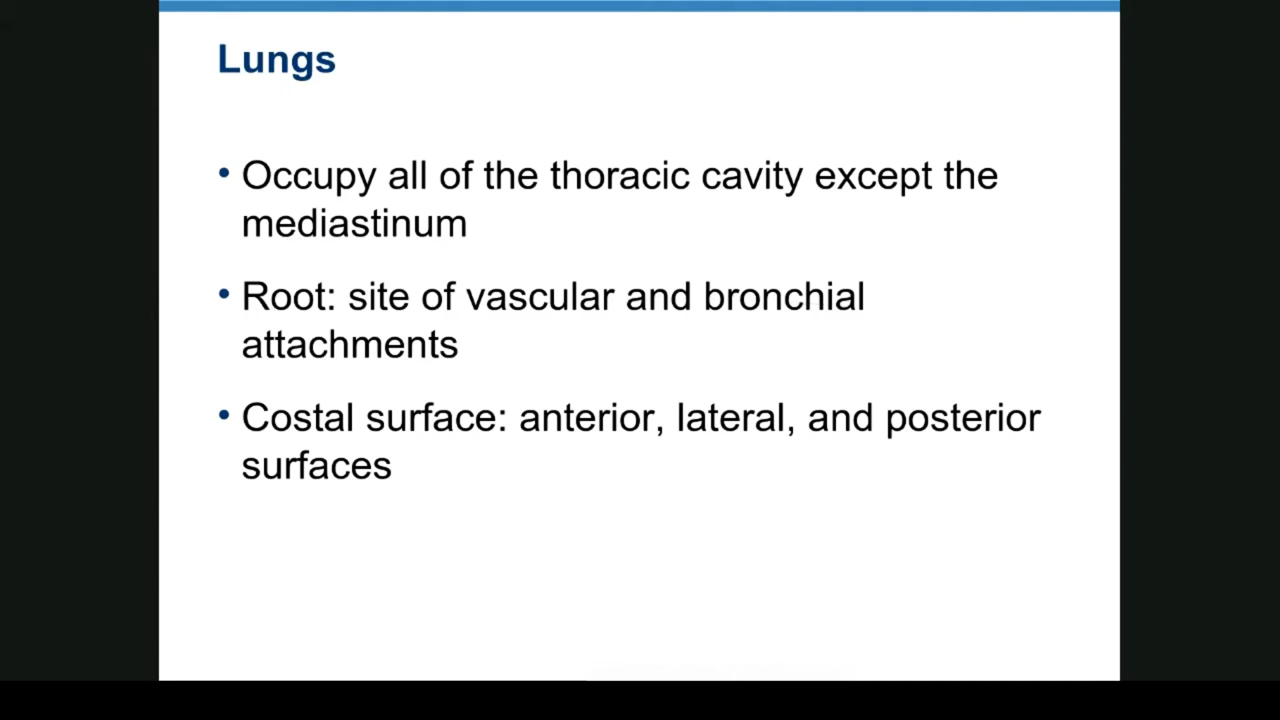 Lungs
• Occupy all of the thoracic cavity except the
mediastinum
• Root: site of vascular and bronchial
attachments
• Costal surface: anterior, lateral, and posterior
surfaces